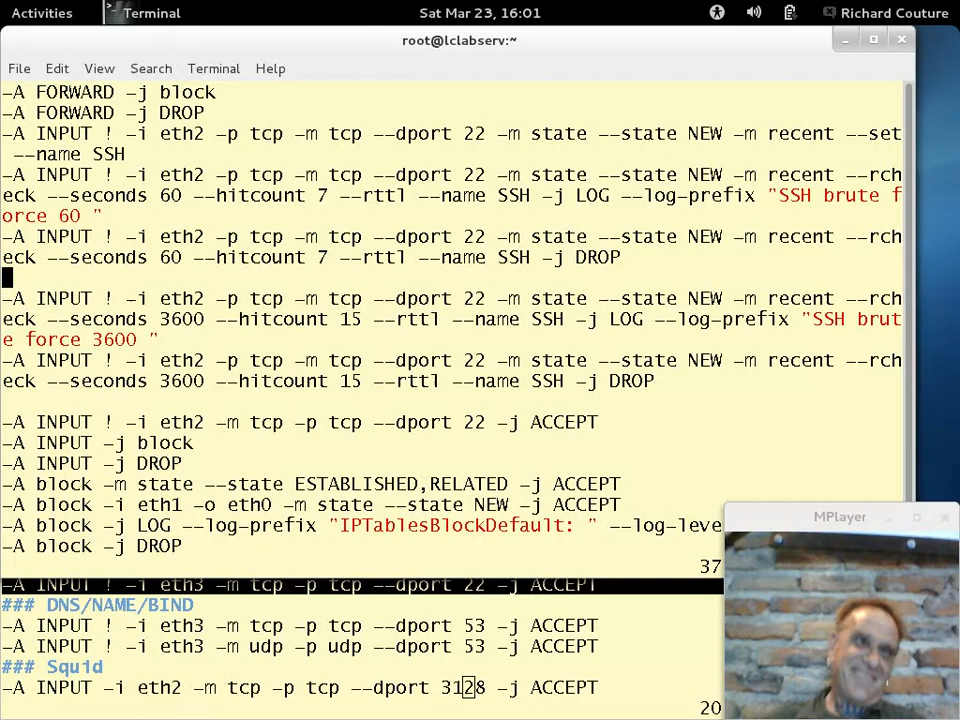 Activities Terminal Sat Mar 23, 16:01 Richard Couture
root@lclabserv:~
File Edit View Search Terminal Help
-A FORWARD -j block
-A FORWARD -j DROP
-A INPUT ! -i eth2 -p tcp -m tcp --dport 22 -m state --state NEW -m recent --set
--name SSH
-A INPUT ! -i eth2 -p tcp -m tcp --dport 22 -m state --state NEW -m recent --rch
eck --seconds 60 --hitcount 7 --rttl --name SSH -j LOG --log-prefix "SSH brute f
orce 60 "
-A INPUT ! -i eth2 -p tcp -m tcp --dport 22 -m state --state NEW -m recent --rch
eck --seconds 60 --hitcount 7 --rttl --name SSH -j DROP
-A INPUT ! -i eth2 -p tcp -m tcp --dport 22 -m state --state NEW -m recent --rch
eck --seconds 3600 --hitcount 15 --rttl --name SSH -j LOG --log-prefix "SSH brut
e force 3600 "
-A INPUT ! -i eth2 -p tcp -m tcp --dport 22 -m state --state NEW -m recent --rch
eck --seconds 3600 --hitcount 15 --rttl --name SSH -j DROP
-A INPUT ! -i eth2 -m tcp -p tcp --dport 22 -j ACCEPT
-A INPUT -j block
-A INPUT -j DROP
-A block -m state --state ESTABLISHED,RELATED -j ACCEPT
-A block -i eth1 -o eth0 -m state --state NEW -j ACCEPT
-A block -j LOG --log-prefix "IPTablesBlockDefault: " --log-leve
-A block -j DROP
37
MPlayer
-A INPUT ! -i eth3 -m tcp -p tcp --dport 22 -j ACCEPT
### DNS/NAME/BIND
-A INPUT ! -i eth3 -m tcp -p tcp --dport 53 -j ACCEPT
-A INPUT ! -i eth3 -m udp -p udp --dport 53 -j ACCEPT
### Squid
-A INPUT -i eth2 -m tcp -p tcp --dport 3128 -j ACCEPT
20